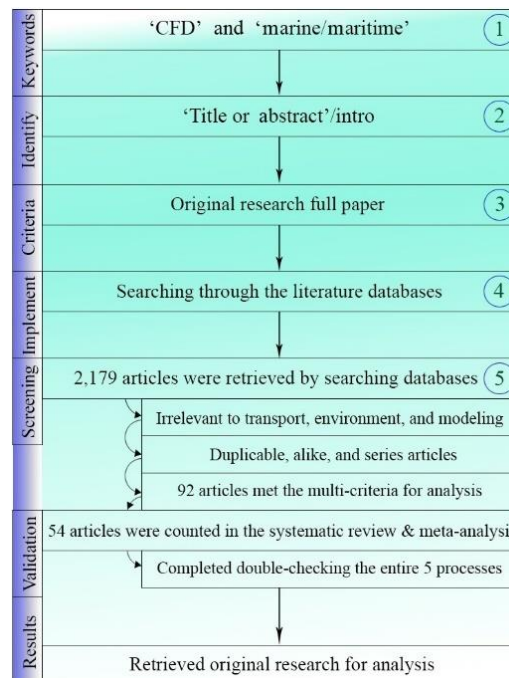 Keywords
'CFD' and 'marine/maritime'
1
Identify
'Title or abstract'/intro
2
Criteria
Original research full paper
3
Implement
Searching through the literature databases
4
Screening
2,179 articles were retrieved by searching databases
5
Irrelevant to transport, environment, and modeling
Duplicable, alike, and series articles
92 articles met the multi-criteria for analysis
Validation
54 articles were counted in the systematic review & meta-analysis
Completed double-checking the entire 5 processes
Results
Retrieved original research for analysis